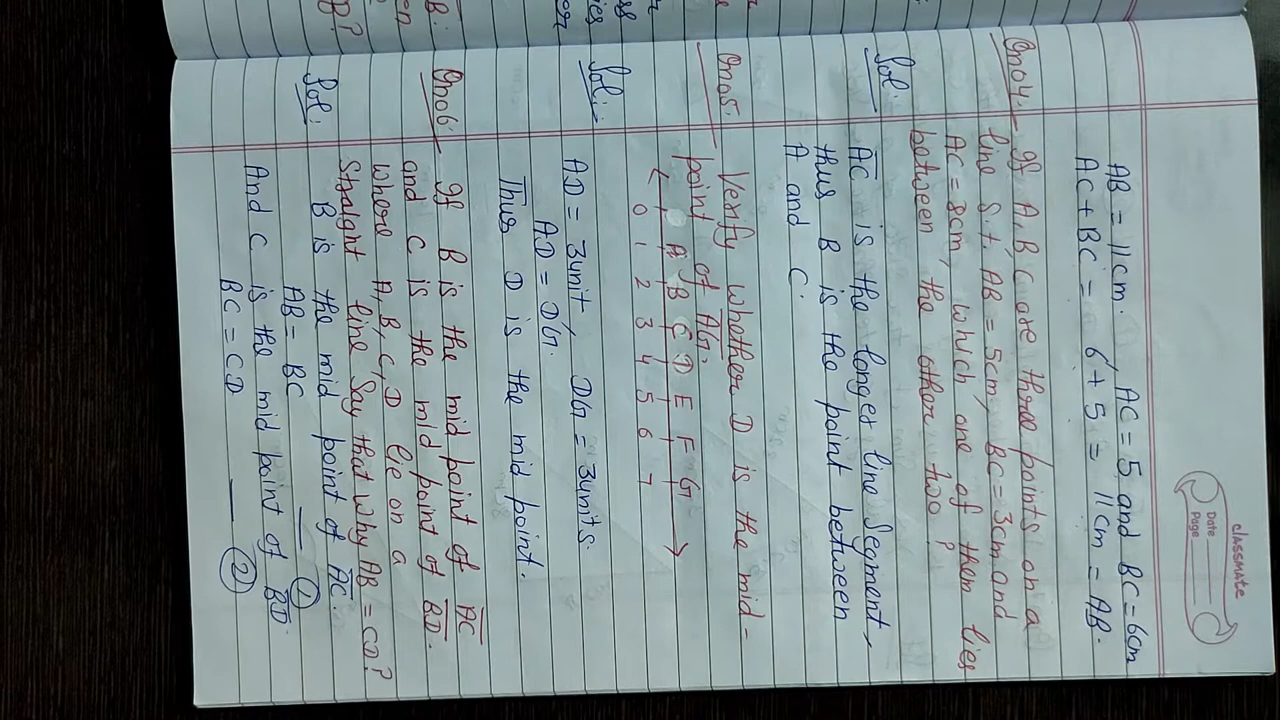 classmate
Date
Page
AB = 11cm. , AC = 5 and BC = 6cm
AC + BC = 6 + 5 = 11cm = AB.
Qno4. If A, B, C are three points on a
line S.t. AB = 5cm, BC = 3cm and
AC = 8cm, which one of them lies
between the other two ?
Sol. AC is the longet line segment,
thus B is the point between
A and C.
Qno5. Verify whether D is the mid-
point of AG.
A B C D E F G
0 1 2 3 4 5 6 7
Sol:
AD = 3unit, DG = 3units.
AD = DG.
Thus D is the mid point.
Qno6. If B is the mid point of AC
and C is the mid point of BD.
where A, B, C, D lie on a
straight line, Say that why AB = CD?
Sol: B is the mid point of AC.
AB = BC — ①
And C is the mid point of BD.
BC = CD — ②